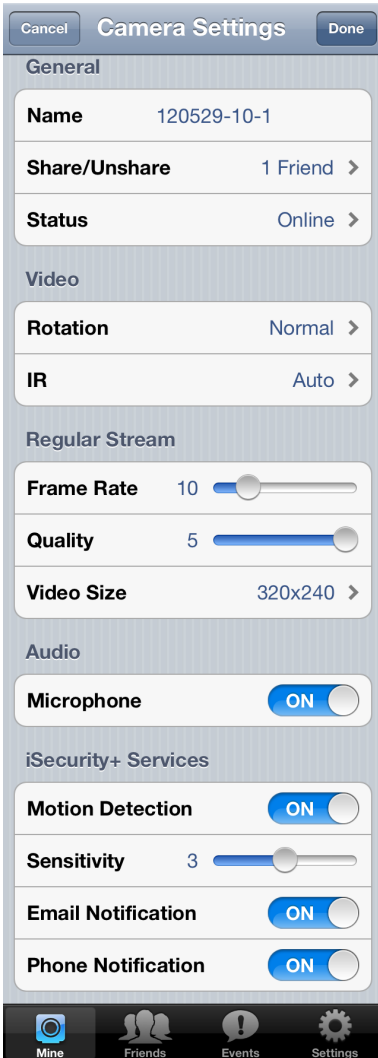 Cancel Camera Settings Done
General
Name 120529-10-1
Share/Unshare 1 Friend
Status Online
Video
Rotation Normal
IR Auto
Regular Stream
Frame Rate 10
Quality 5
Video Size 320x240
Audio
Microphone ON
iSecurity+ Services
Motion Detection ON
Sensitivity 3
Email Notification ON
Phone Notification ON
Mine Friends Events Settings